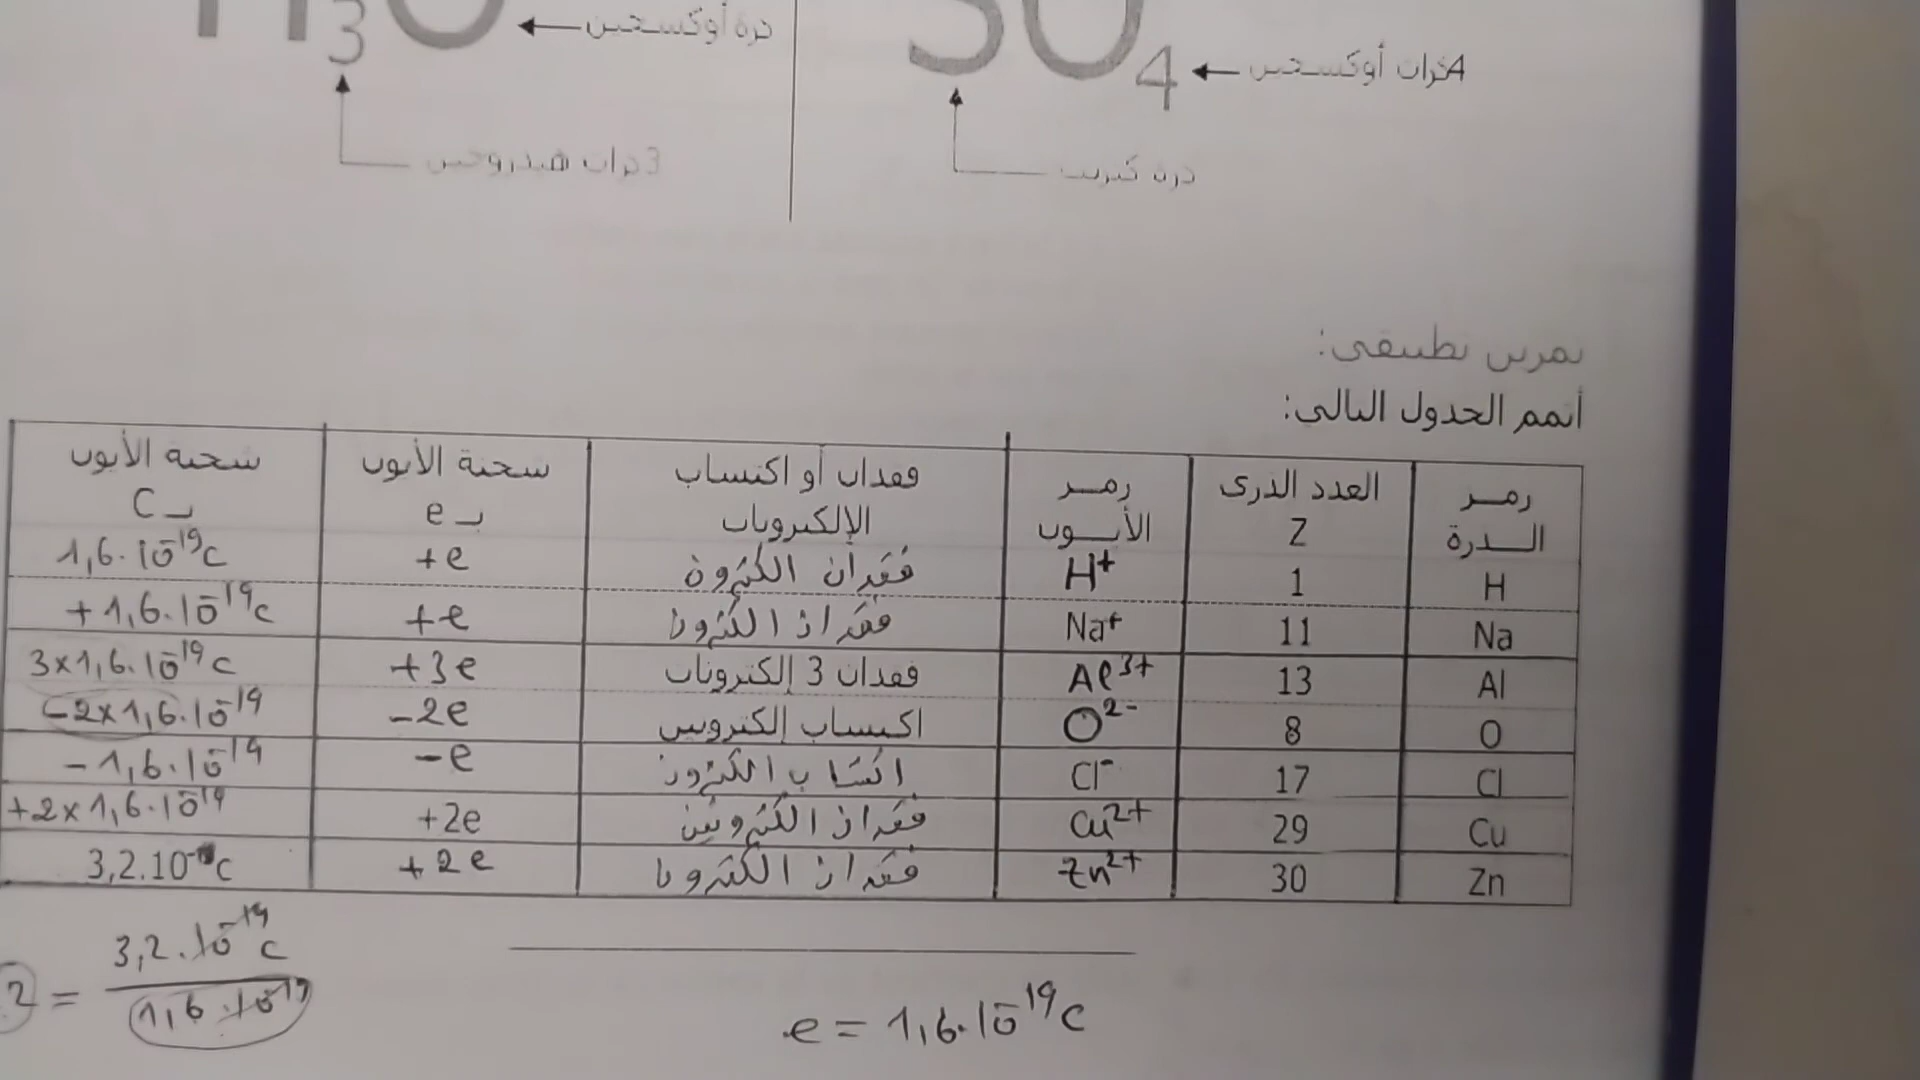 H3O
ذرة أوكسجين
3 ذرات هيدروجين
SO4
4 ذرات أوكسجين
ذرة كبريت
تمرين تطبيقي:
أتمم الجدول التالي:
رمز الـذرة | العدد الذري Z | رمـز الأيـون | فقدان أو اكتساب الإلكترونات | شحنة الأيون بـ e | شحنة الأيون بـ C
H | 1 | H⁺ | فقدان الكترون | +e | 1,6.10⁻¹⁹c
Na | 11 | Na⁺ | فقدان الكترون | +e | +1,6.10⁻¹⁹c
Al | 13 | Al³⁺ | فقدان 3 إلكترونات | +3e | 3×1,6.10⁻¹⁹c
O | 8 | O²⁻ | اكتساب إلكترونين | -2e | -2×1,6.10⁻¹⁹
Cl | 17 | Cl⁻ | اكتساب الكترون | -e | -1,6.10⁻¹⁹
Cu | 29 | Cu²⁺ | فقدان الكترونين | +2e | +2×1,6.10⁻¹⁹
Zn | 30 | Zn²⁺ | فقدان | +2e | 3,2.10⁻¹⁹c
2 = 3,2.10⁻¹⁹c / 1,6.10⁻¹⁹
e = 1,6.10⁻¹⁹c